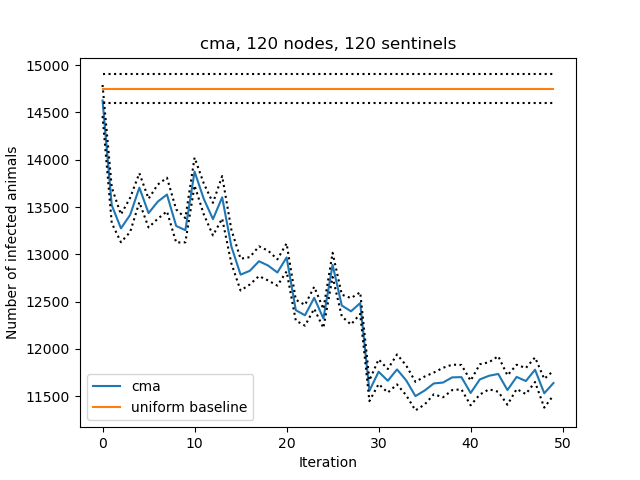 cma, 120 nodes, 120 sentinels
15000
14500
14000
13500
13000
12500
12000
11500
Number of infected animals
cma
uniform baseline
0 10 20 30 40 50
Iteration